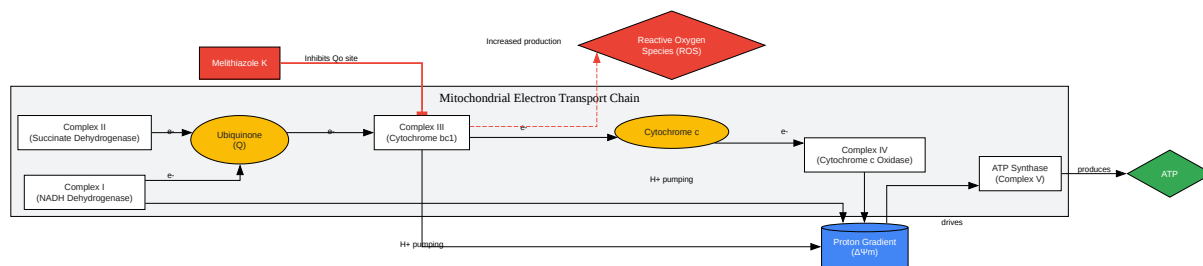 Increased production
Reactive Oxygen
Species (ROS)
Melithiazole K
Inhibits Qo site
Mitochondrial Electron Transport Chain
Complex II
(Succinate Dehydrogenase)
e-
Ubiquinone
(Q)
e-
Complex III
(Cytochrome bc1)
e-
Cytochrome c
e-
Complex IV
(Cytochrome c Oxidase)
Complex I
(NADH Dehydrogenase)
e-
H+ pumping
ATP Synthase
(Complex V)
produces
ATP
drives
H+ pumping
Proton Gradient
(ΔΨm)